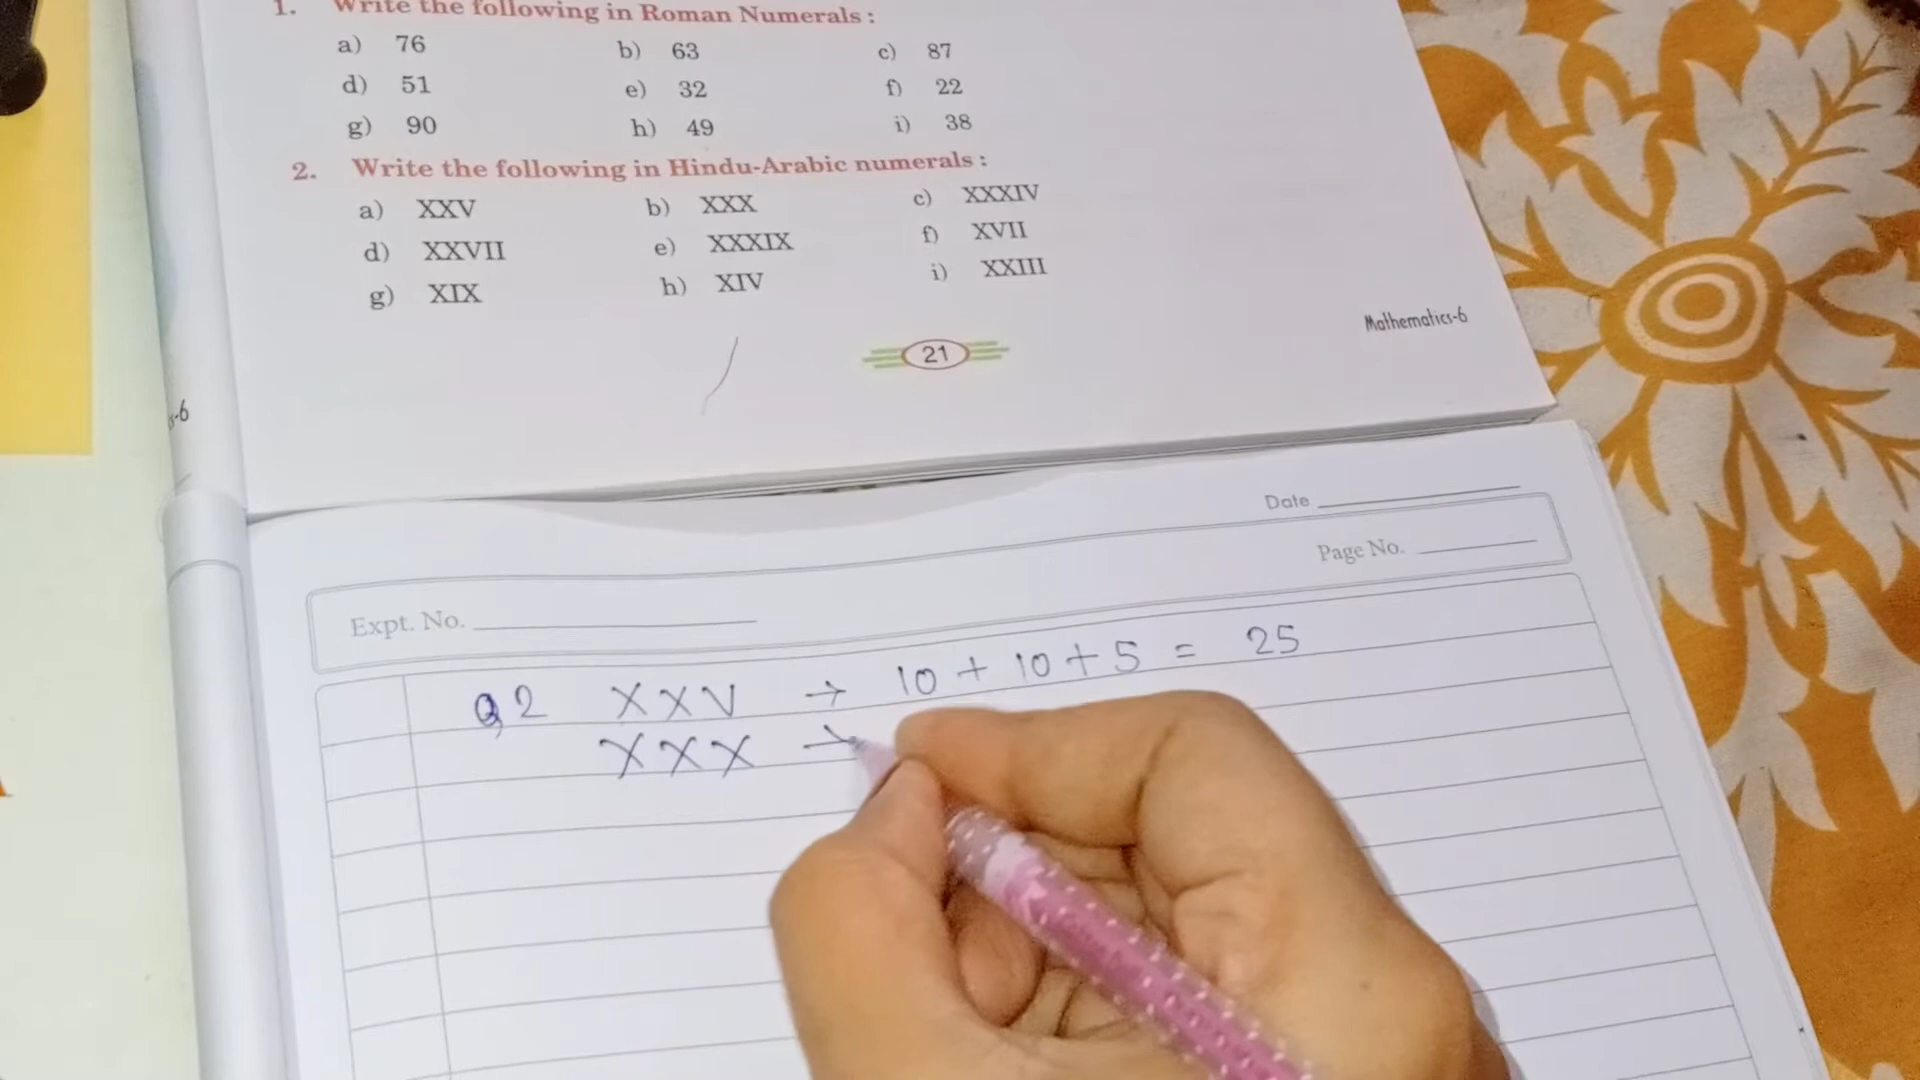 1. Write the following in Roman Numerals :
a) 76 b) 63 c) 87
d) 51 e) 32 f) 22
g) 90 h) 49 i) 38
2. Write the following in Hindu-Arabic numerals :
a) XXV b) XXX c) XXXIV
d) XXVII e) XXXIX f) XVII
g) XIX h) XIV i) XXIII
Mathematics-6
21
s-6
Date
Page No.
Expt. No.
Q2 XXV → 10 + 10 + 5 = 25
XXX →